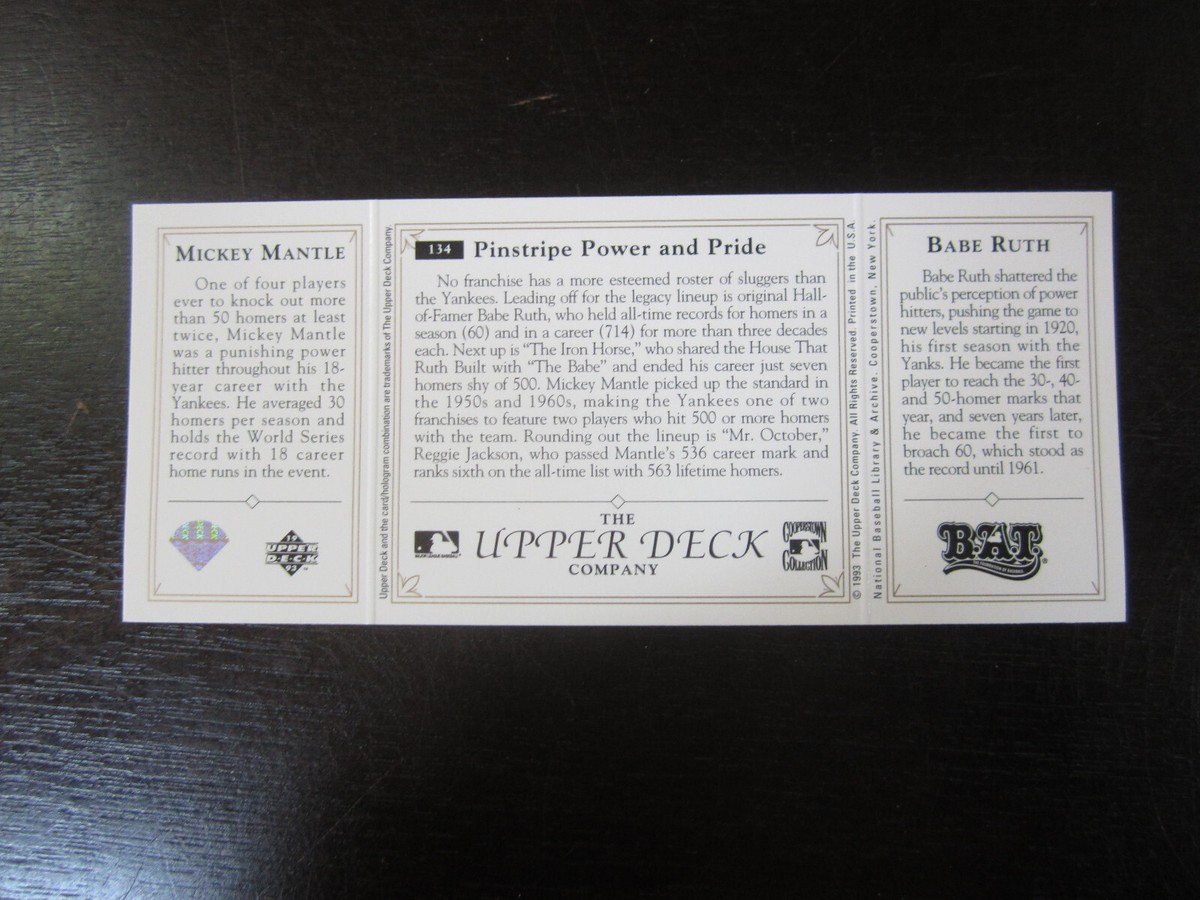 MICKEY MANTLE
One of four players
ever to knock out more
than 50 homers at least
twice, Mickey Mantle
was a punishing power
hitter throughout his 18-
year career with the
Yankees. He averaged 30
homers per season and
holds the World Series
record with 18 career
home runs in the event.
19
UPPER
D·E·C·K
93
Upper Deck and the card/hologram combination are trademarks of The Upper Deck Company.
134 Pinstripe Power and Pride
No franchise has a more esteemed roster of sluggers than
the Yankees. Leading off for the legacy lineup is original Hall-
of-Famer Babe Ruth, who held all-time records for homers in a
season (60) and in a career (714) for more than three decades
each. Next up is “The Iron Horse,” who shared the House That
Ruth Built with “The Babe” and ended his career just seven
homers shy of 500. Mickey Mantle picked up the standard in
the 1950s and 1960s, making the Yankees one of two
franchises to feature two players who hit 500 or more homers
with the team. Rounding out the lineup is “Mr. October,”
Reggie Jackson, who passed Mantle’s 536 career mark and
ranks sixth on the all-time list with 563 lifetime homers.
THE
UPPER DECK
COMPANY
COOPERSTOWN
COLLECTION
© 1993 The Upper Deck Company. All Rights Reserved. Printed in the U.S.A.
National Baseball Library & Archive. Cooperstown, New York.
BABE RUTH
Babe Ruth shattered the
public’s perception of power
hitters, pushing the game to
new levels starting in 1920,
his first season with the
Yanks. He became the first
player to reach the 30-, 40-
and 50-homer marks that
year, and seven years later,
he became the first to
broach 60, which stood as
the record until 1961.
BAT